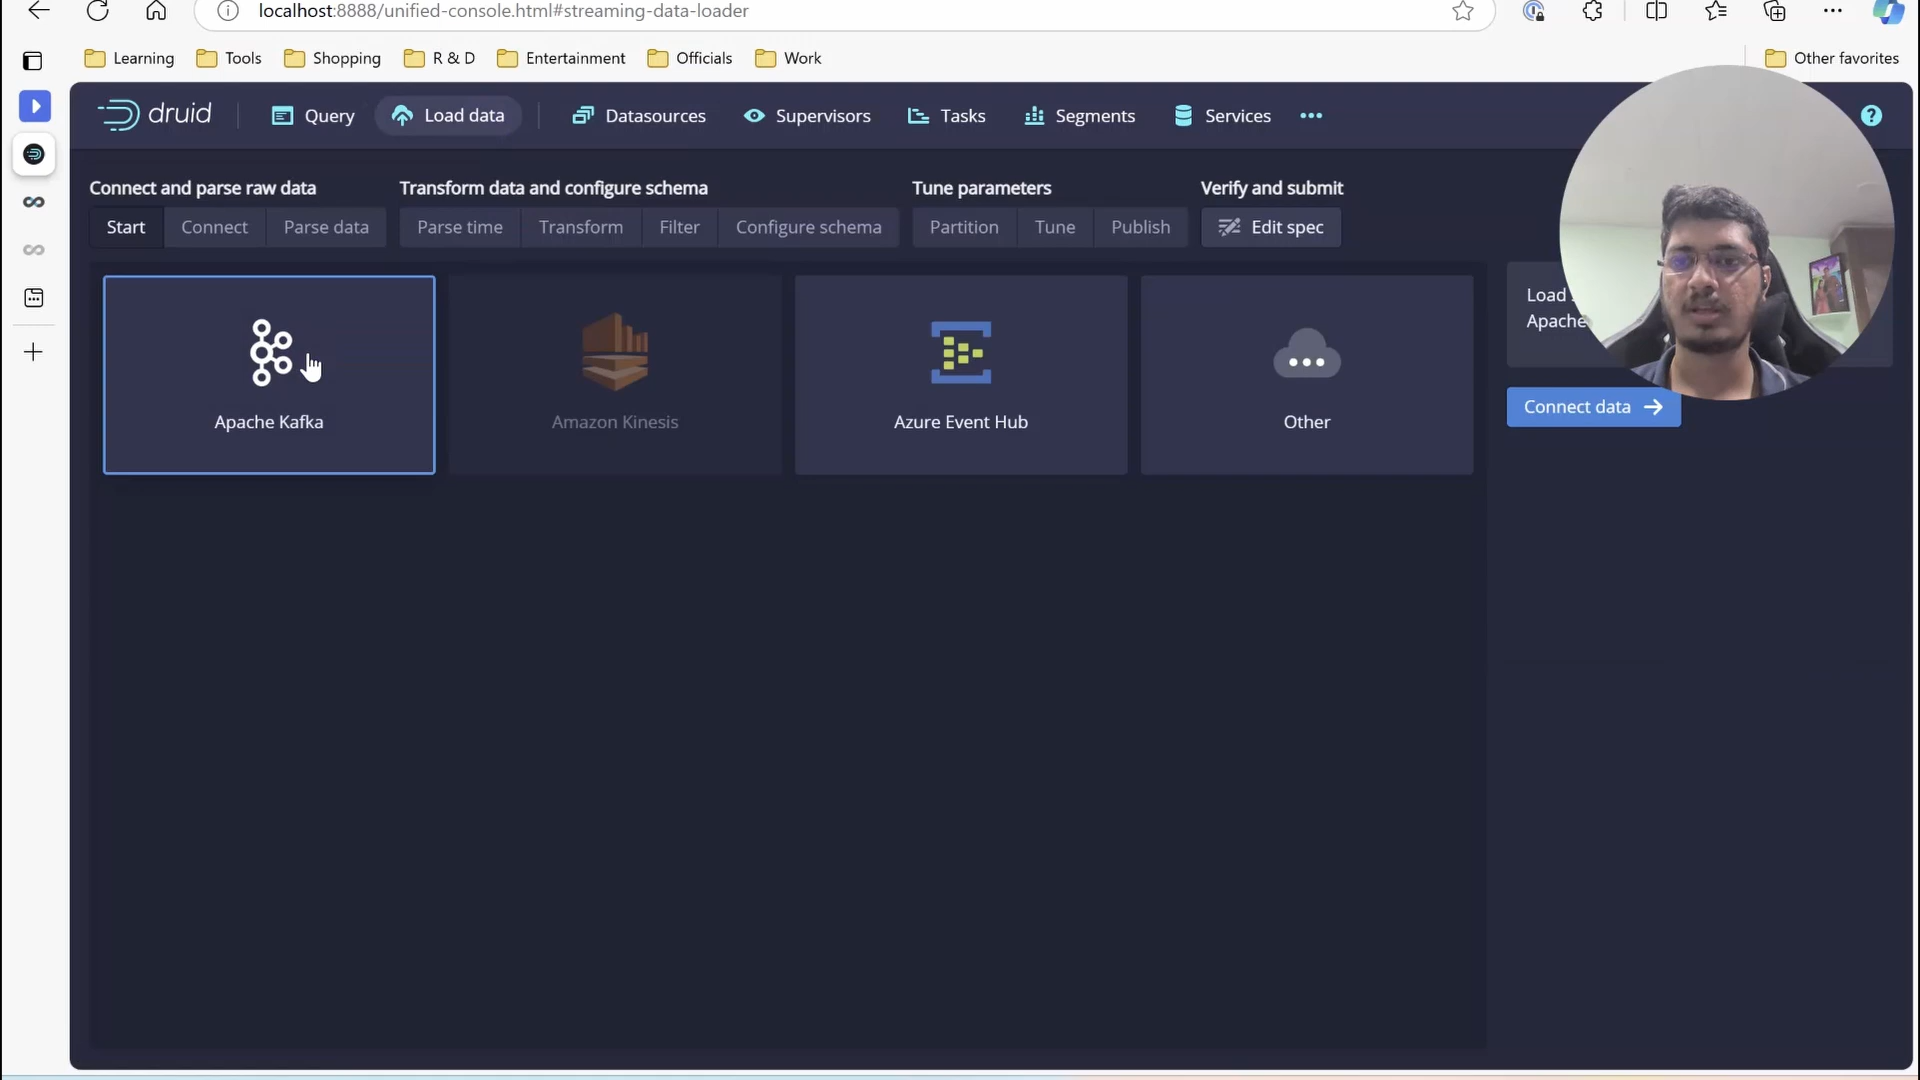 localhost:8888/unified-console.html#streaming-data-loader
Learning Tools Shopping R & D Entertainment Officials Work Other favorites
druid Query Load data Datasources Supervisors Tasks Segments Services
Connect and parse raw data Transform data and configure schema Tune parameters Verify and submit
Start Connect Parse data Parse time Transform Filter Configure schema Partition Tune Publish Edit spec
Load
Apache
Connect data
Apache Kafka Amazon Kinesis Azure Event Hub Other